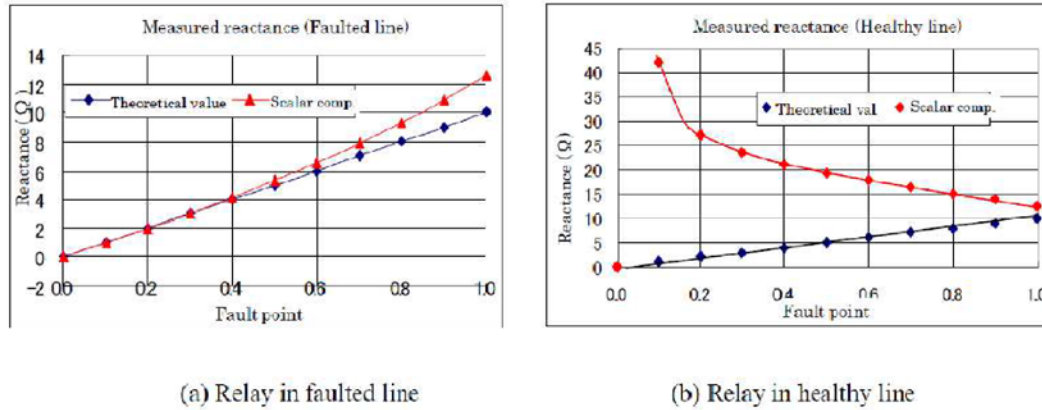 Measured reactance (Faulted line)
14
12
10
8
6
4
2
0
−2
Reactance (Ω)
Theoretical value
Scalar comp.
0.0
0.2
0.4
0.6
0.8
1.0
Fault point
Measured reactance (Healthy line)
45
40
35
30
25
20
15
10
5
0
Reactance (Ω)
Theoretical val
Scalar comp.
0.0
0.2
0.4
0.6
0.8
1.0
Fault point
(a) Relay in faulted line
(b) Relay in healthy line